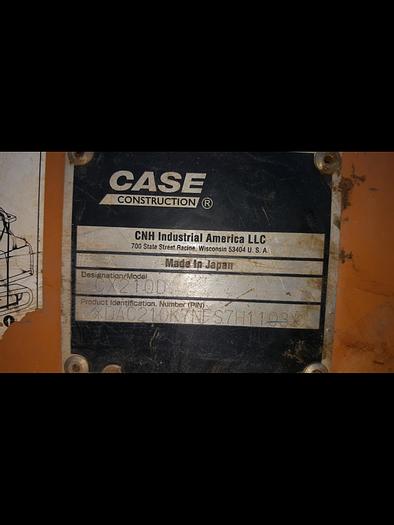 CASE
CONSTRUCTION ®
CNH Industrial America LLC
700 State Street Racine, Wisconsin 53404 U. S. A.
Made In Japan
Designation/Model
Product Identification. Number (PIN)
*DAC210K7NFS7H1103*